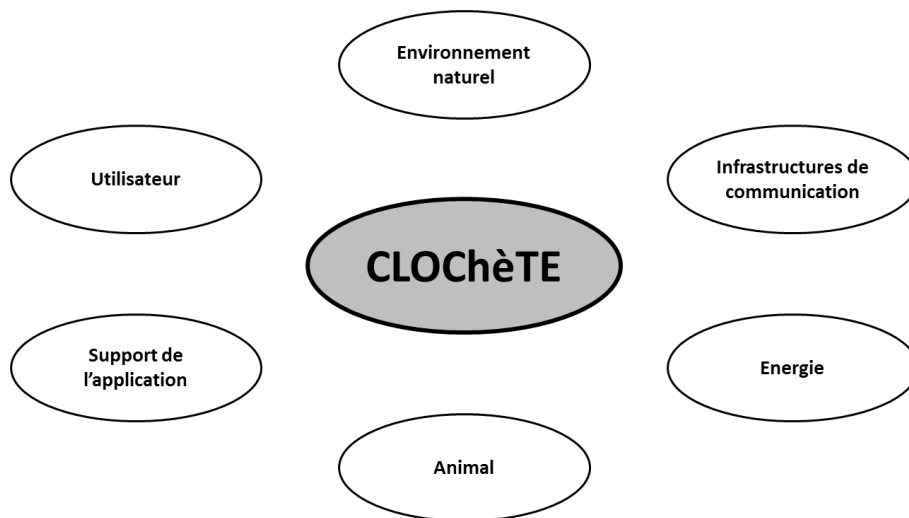 Environnement
naturel
Utilisateur
Infrastructures de
communication
CLOChèTE
Support de
l’application
Energie
Animal